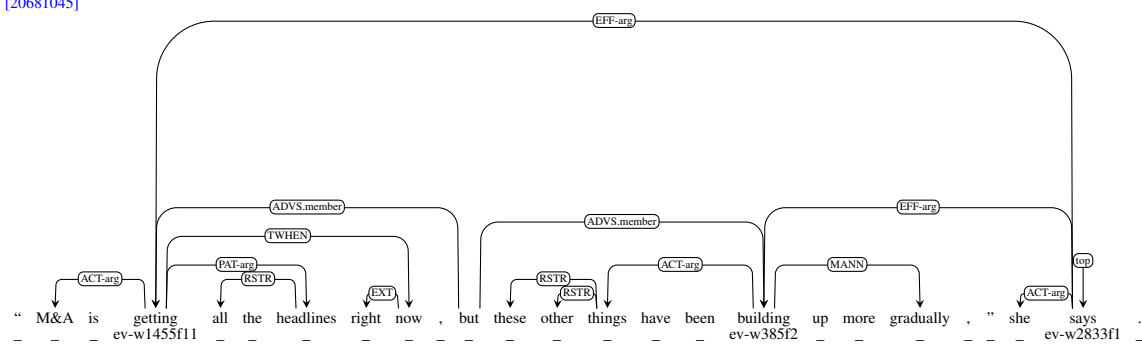 [20681045]
EFF-arg
ADVS.member EFF-arg
ADVS.member
TWHEN
top
PAT-arg ACT-arg MANN
ACT-arg RSTR RSTR
EXT RSTR ACT-arg
“ M&A is getting all the headlines right now , but these other things have been building up more gradually , ” she says .
_ _ _ ev-w1455f11 _ _ _ _ _ _ _ _ _ _ _ _ ev-w385f2 _ _ _ _ _ _ ev-w2833f1 _